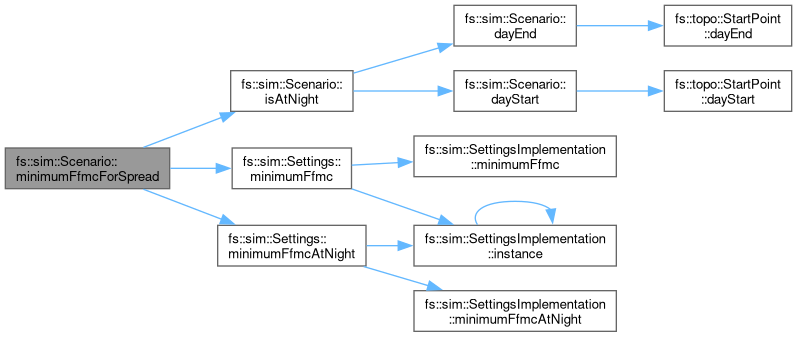 fs::sim::Scenario::
minimumFfmcForSpread
fs::sim::Scenario::
isAtNight
fs::sim::Scenario::
dayEnd
fs::topo::StartPoint
::dayEnd
fs::sim::Scenario::
dayStart
fs::topo::StartPoint
::dayStart
fs::sim::Settings::
minimumFfmc
fs::sim::SettingsImplementation
::minimumFfmc
fs::sim::SettingsImplementation
::instance
fs::sim::Settings::
minimumFfmcAtNight
fs::sim::SettingsImplementation
::minimumFfmcAtNight